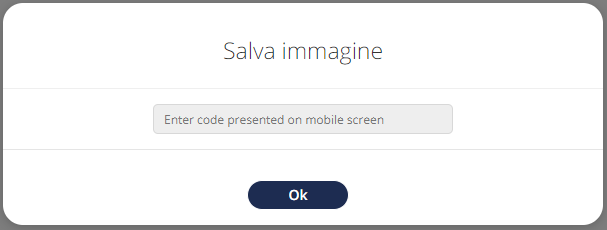 Salva immagine
Enter code presented on mobile screen
Ok